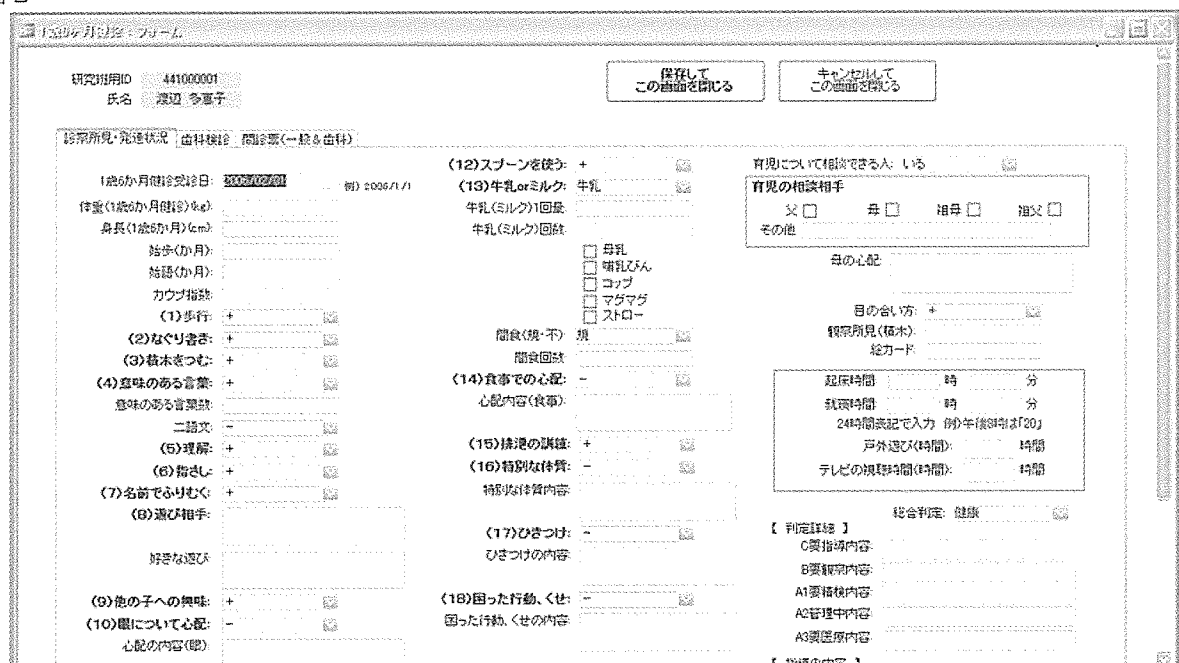 1歳6ヶ月健診 : フォーム
研究班用ID 441000001
氏名 渡辺 多恵子
保存して
この画面を閉じる
キャンセルして
この画面を閉じる
診察所見・発達状況 歯科検診 問診票(一般&歯科)
1歳6か月健診受診日: 2006/02/01 例) 2006/1/1
体重(1歳6か月健診)(kg):
身長(1歳6か月)(cm):
始歩(か月):
始語(か月):
カウプ指数:
(1)歩行: +
(2)なぐり書き: +
(3)積木をつむ: +
(4)意味のある言葉: +
意味のある言葉数:
二語文: -
(5)理解: +
(6)指さし: +
(7)名前でふりむく: +
(8)遊び相手:
好きな遊び:
(9)他の子への興味: +
(10)眼について心配: -
心配の内容(眼):
(12)スプーンを使う: +
(13)牛乳orミルク: 牛乳
牛乳(ミルク)1回量:
牛乳(ミルク)回数:
母乳
哺乳びん
コップ
マグマグ
ストロー
間食(規・不): 規
間食回数:
(14)食事での心配: -
心配内容(食事):
(15)排泄の訓練: +
(16)特別な体質: -
特別な体質内容:
(17)ひきつけ: -
ひきつけの内容:
(18)困った行動、くせ: -
困った行動、くせの内容:
育児について相談できる人: いる
育児の相談相手
父 母 祖母 祖父
その他
母の心配:
目の合い方: +
観察所見(積木):
絵カード:
起床時間: 時 分
就寝時間: 時 分
24時間表記で入力 例)午後8時は「20」
戸外遊び(時間): 時間
テレビの視聴時間(時間): 時間
総合判定: 健康
【 判定詳細 】
C要指導内容:
B要観察内容:
A1要精検内容:
A2管理中内容:
A3要医療内容:
【 指導の内容 】